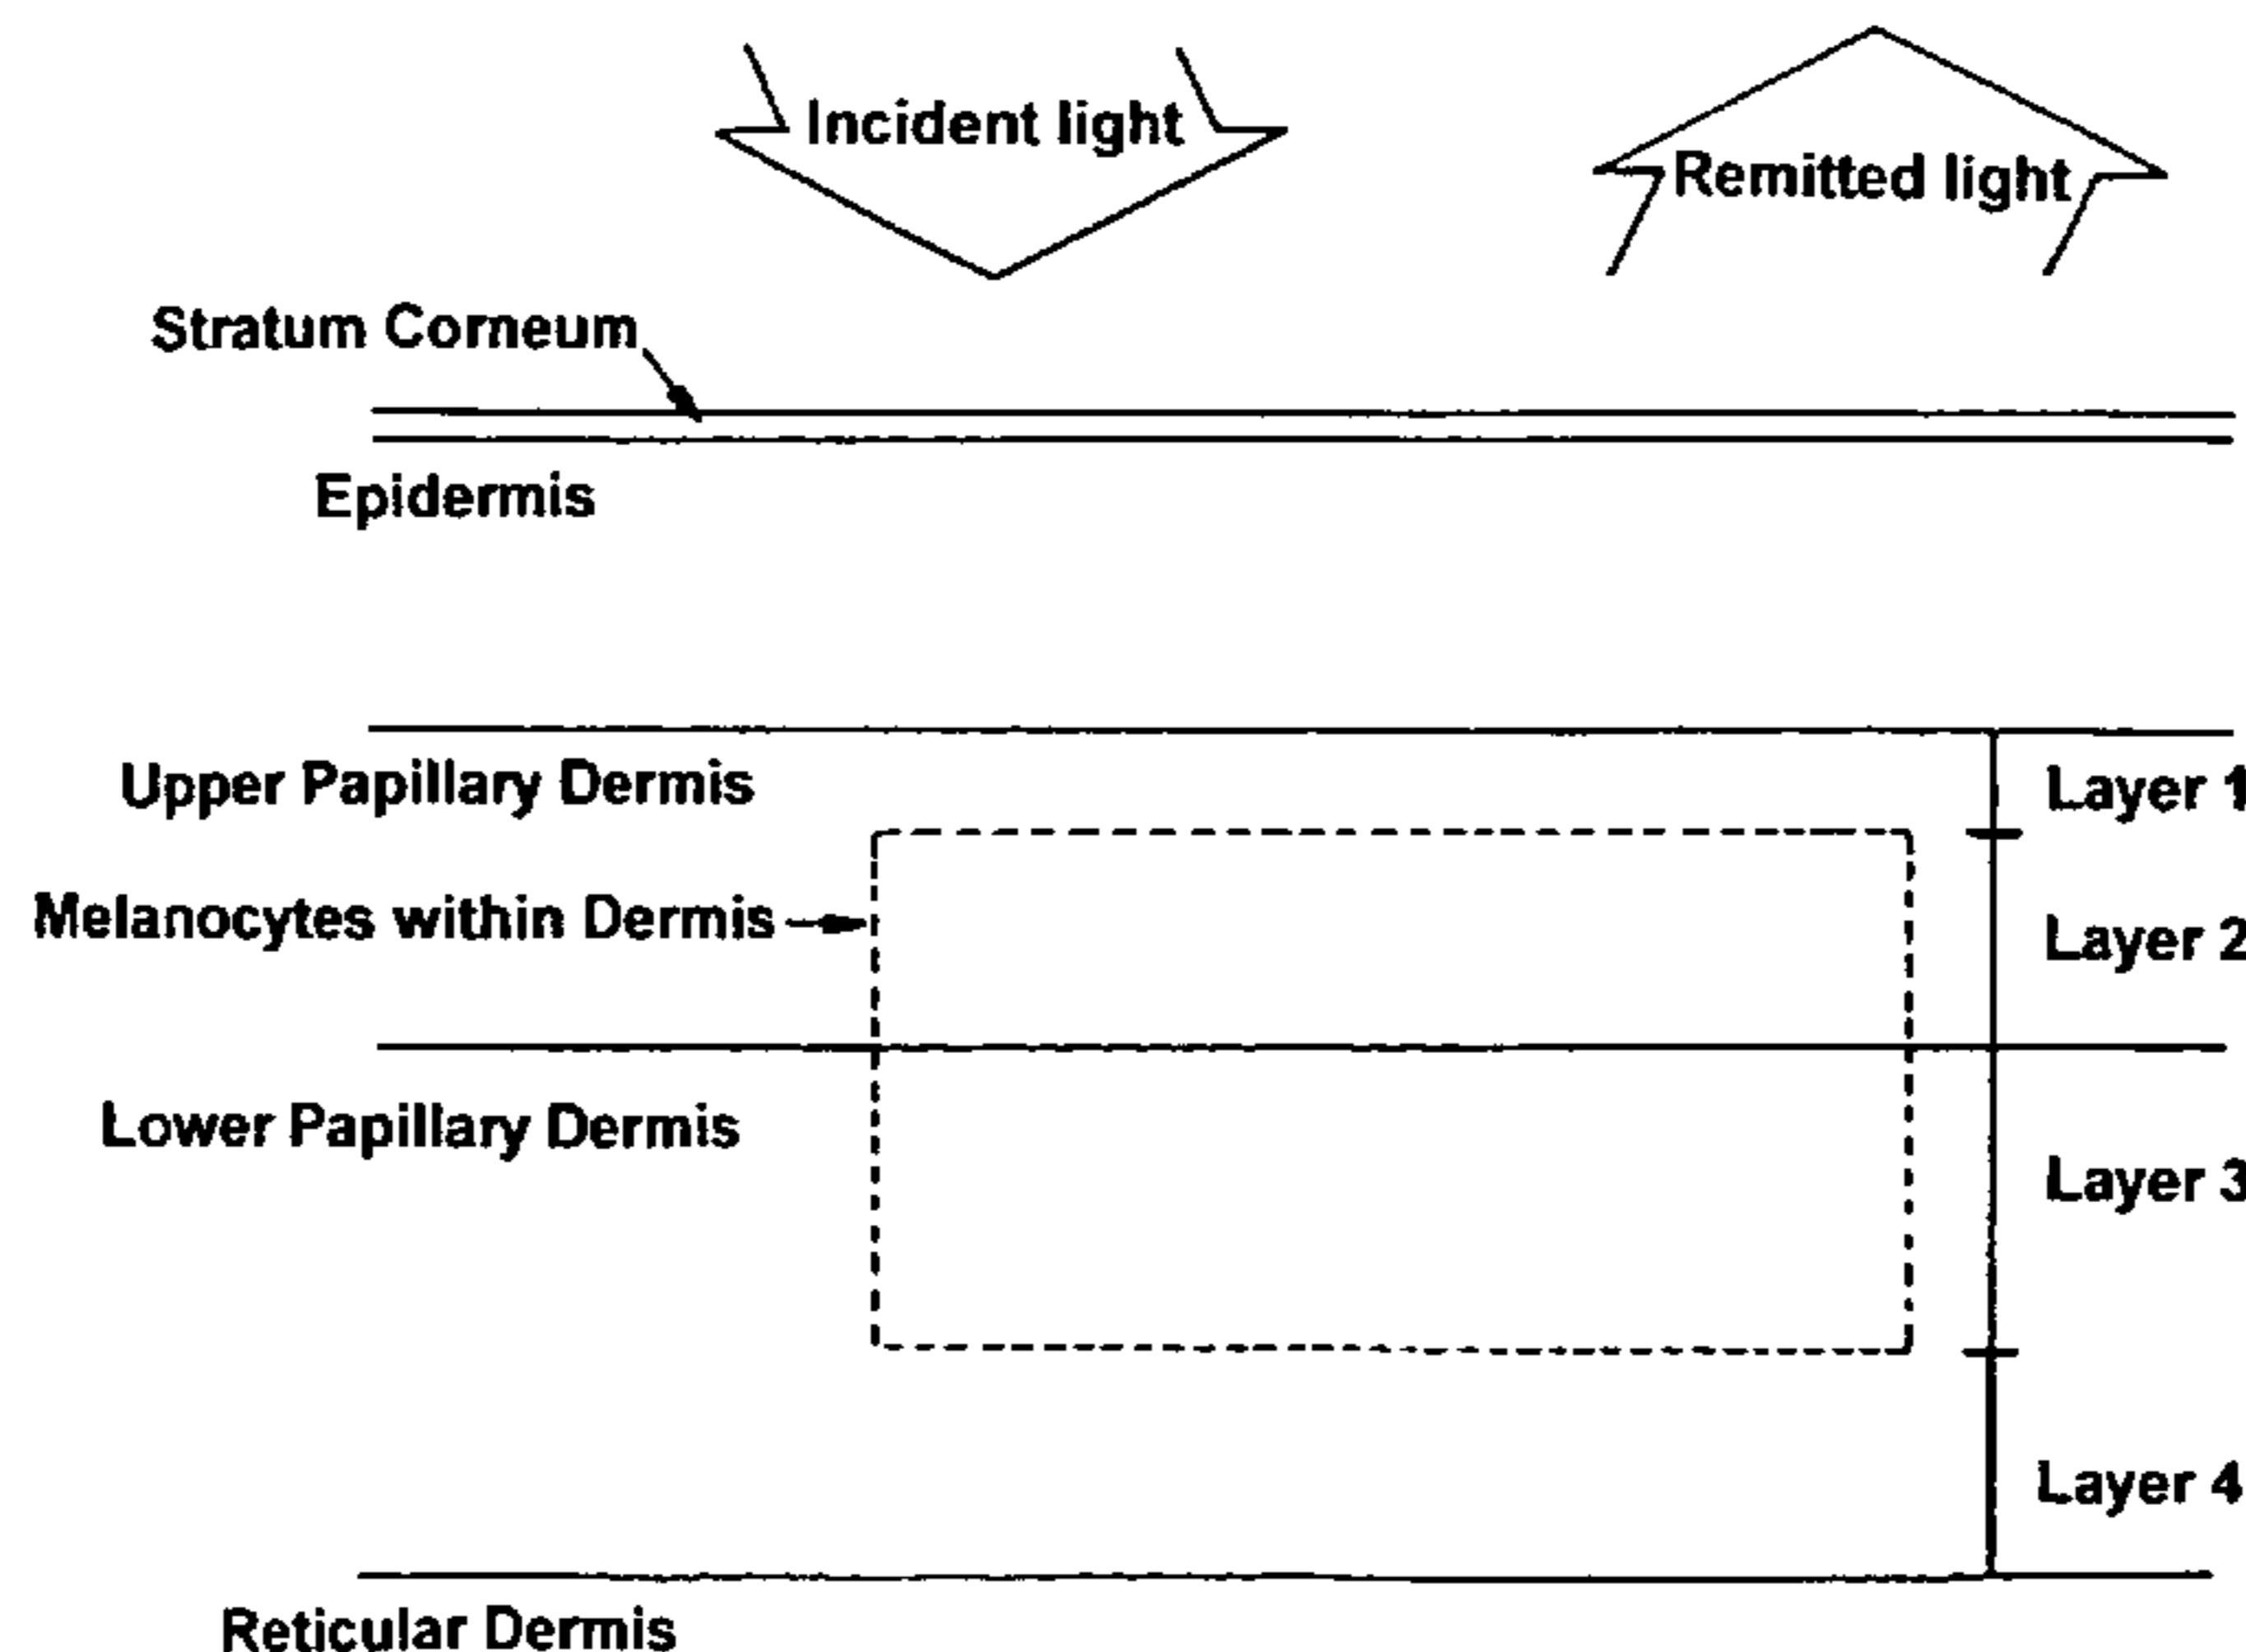 Incident light
Remitted light
Stratum Corneum
Epidermis
Upper Papillary Dermis
Layer 1
Melanocytes within Dermis
Layer 2
Lower Papillary Dermis
Layer 3
Layer 4
Reticular Dermis